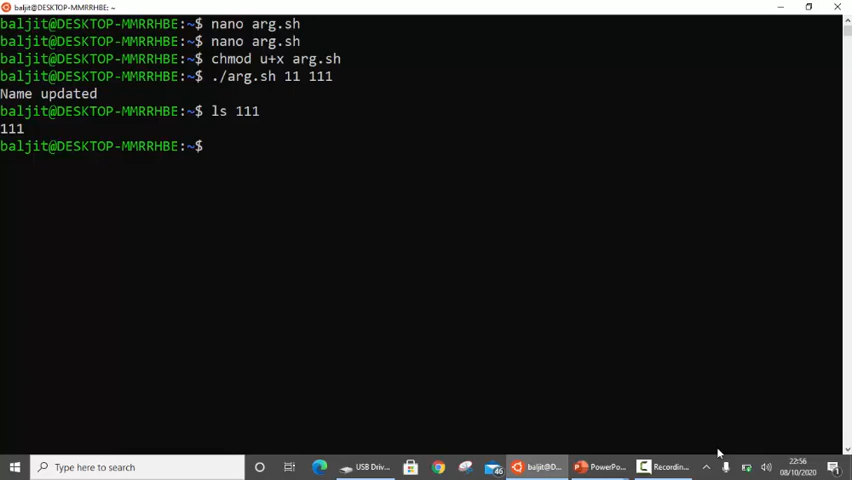 baljit@DESKTOP-MMRRHBE: ~
baljit@DESKTOP-MMRRHBE:~$ nano arg.sh
baljit@DESKTOP-MMRRHBE:~$ nano arg.sh
baljit@DESKTOP-MMRRHBE:~$ chmod u+x arg.sh
baljit@DESKTOP-MMRRHBE:~$ ./arg.sh 11 111
Name updated
baljit@DESKTOP-MMRRHBE:~$ ls 111
111
baljit@DESKTOP-MMRRHBE:~$
Type here to search
46
USB Driv...
baljit@D...
PowerPo...
Recordin...
22:56
08/10/2020
1